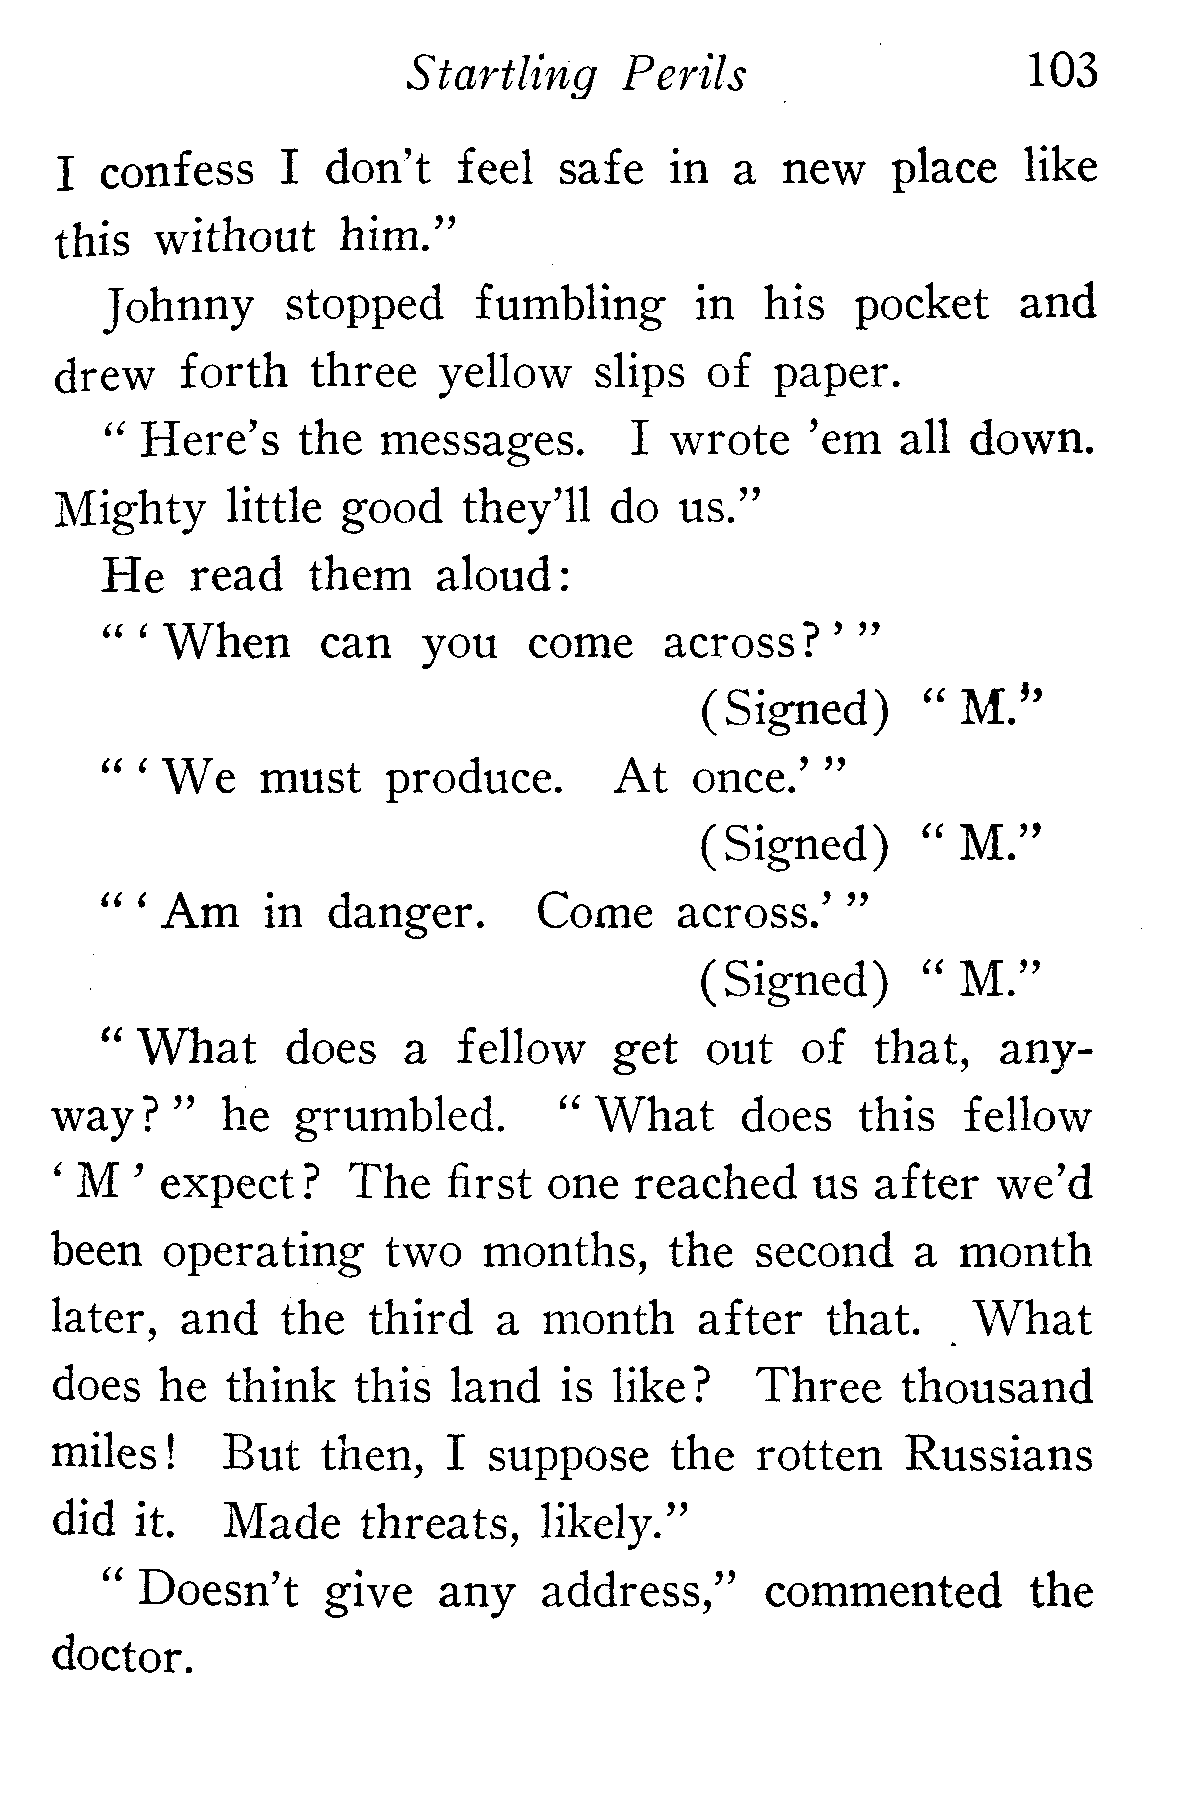 Startling Perils 103
I confess I don't feel safe in a new place like
this without him."
Johnny stopped fumbling in his pocket and
drew forth three yellow slips of paper.
"Here's the messages. I wrote 'em all down.
Mighty little good they'll do us."
He read them aloud:
"'When can you come across?'"
(Signed) "M."
"'We must produce. At once.'"
(Signed) "M."
"'Am in danger. Come across.'"
(Signed) "M."
"What does a fellow get out of that, any-
way?" he grumbled. "What does this fellow
'M' expect? The first one reached us after we'd
been operating two months, the second a month
later, and the third a month after that. What
does he think this land is like? Three thousand
miles! But then, I suppose the rotten Russians
did it. Made threats, likely."
"Doesn't give any address," commented the
doctor.